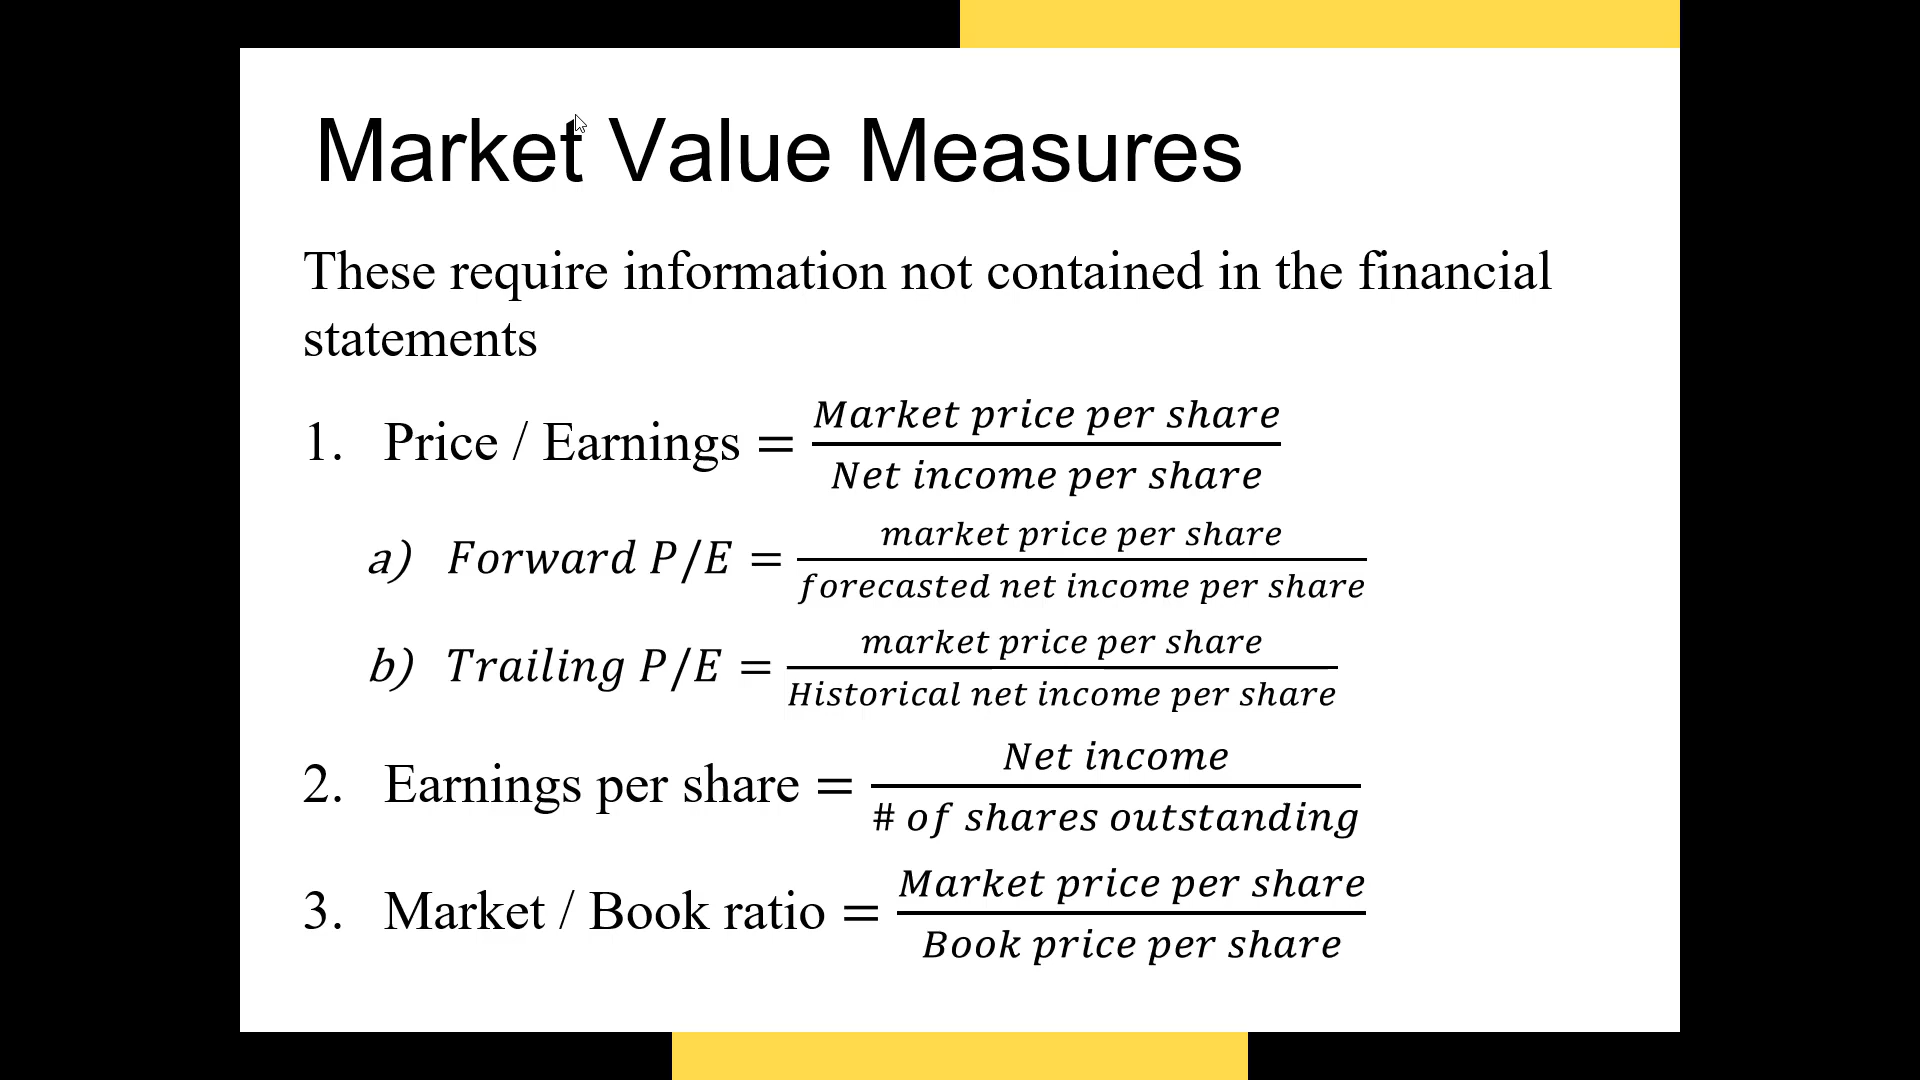 Market Value Measures
These require information not contained in the financial
statements
1. Price / Earnings = Market price per share / Net income per share
a) Forward P/E = market price per share / forecasted net income per share
b) Trailing P/E = market price per share / Historical net income per share
2. Earnings per share = Net income / # of shares outstanding
3. Market / Book ratio = Market price per share / Book price per share